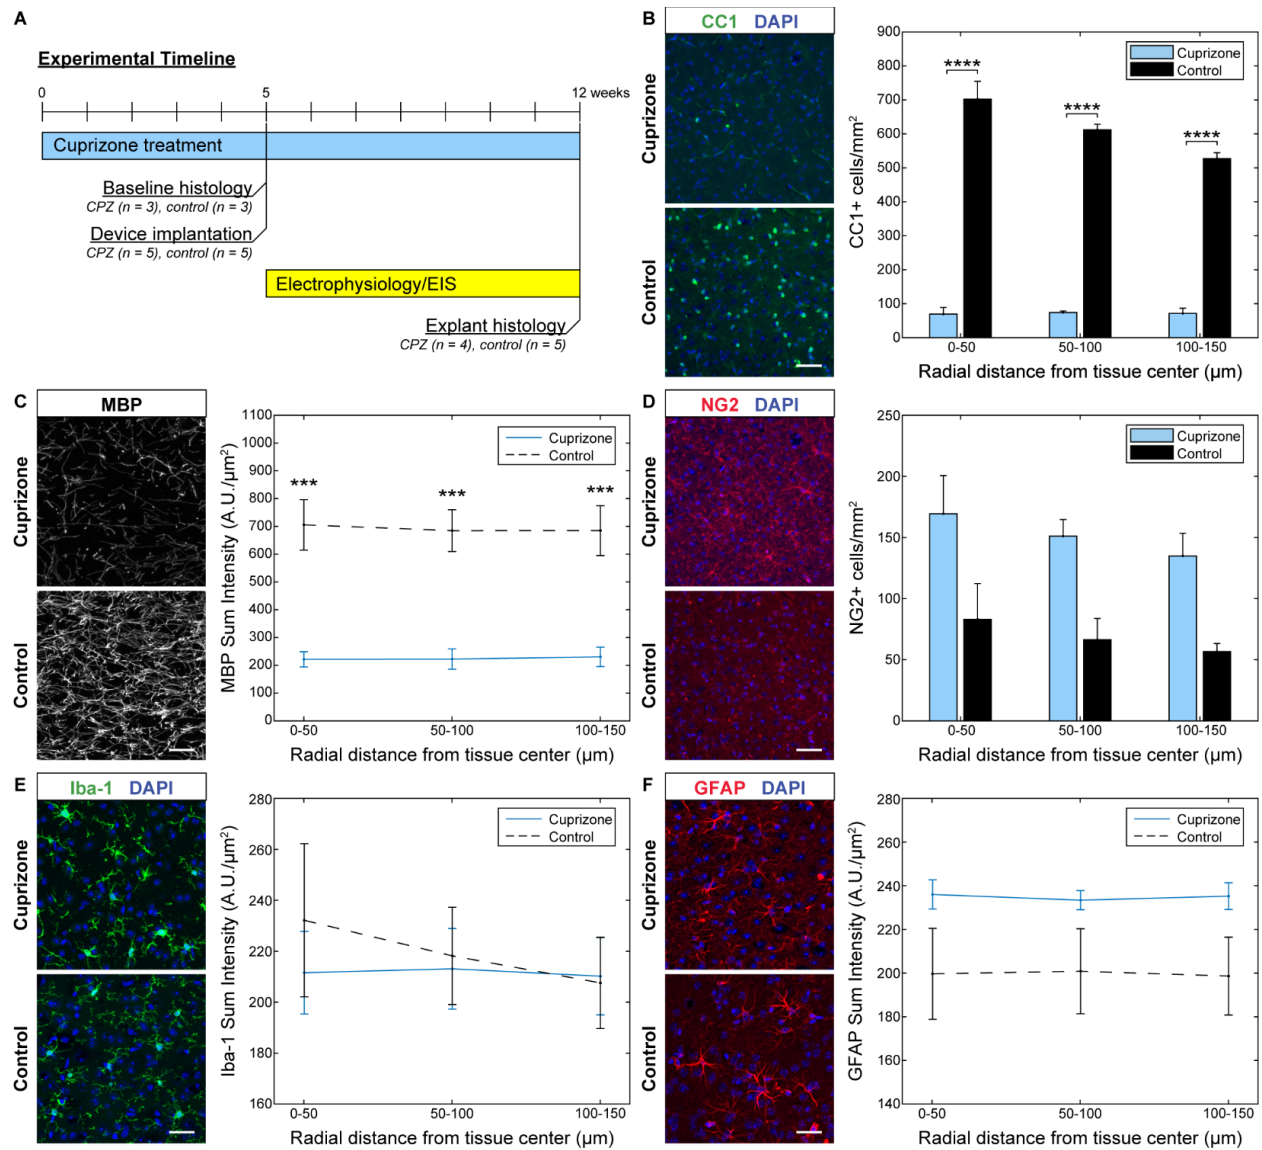 A
Experimental Timeline
0 5 12 weeks
Cuprizone treatment
Baseline histology
CPZ (n = 3), control (n = 3)
Device implantation
CPZ (n = 5), control (n = 5)
Electrophysiology/EIS
Explant histology
CPZ (n = 4), control (n = 5)
B
CC1 DAPI
Cuprizone
Control
CC1+ cells/mm²
900
800
700
600
500
400
300
200
100
0
Cuprizone
Control
****
****
****
0-50 50-100 100-150
Radial distance from tissue center (µm)
C
MBP
Cuprizone
Control
MBP Sum Intensity (A.U./µm²)
1100
1000
900
800
700
600
500
400
300
200
100
0
Cuprizone
Control
***
***
***
0-50 50-100 100-150
Radial distance from tissue center (µm)
D
NG2 DAPI
Cuprizone
Control
NG2+ cells/mm²
250
200
150
100
50
0
Cuprizone
Control
0-50 50-100 100-150
Radial distance from tissue center (µm)
E
Iba-1 DAPI
Cuprizone
Control
Iba-1 Sum Intensity (A.U./µm²)
280
260
240
220
200
180
160
Cuprizone
Control
0-50 50-100 100-150
Radial distance from tissue center (µm)
F
GFAP DAPI
Cuprizone
Control
GFAP Sum Intensity (A.U./µm²)
280
260
240
220
200
180
160
140
Cuprizone
Control
0-50 50-100 100-150
Radial distance from tissue center (µm)